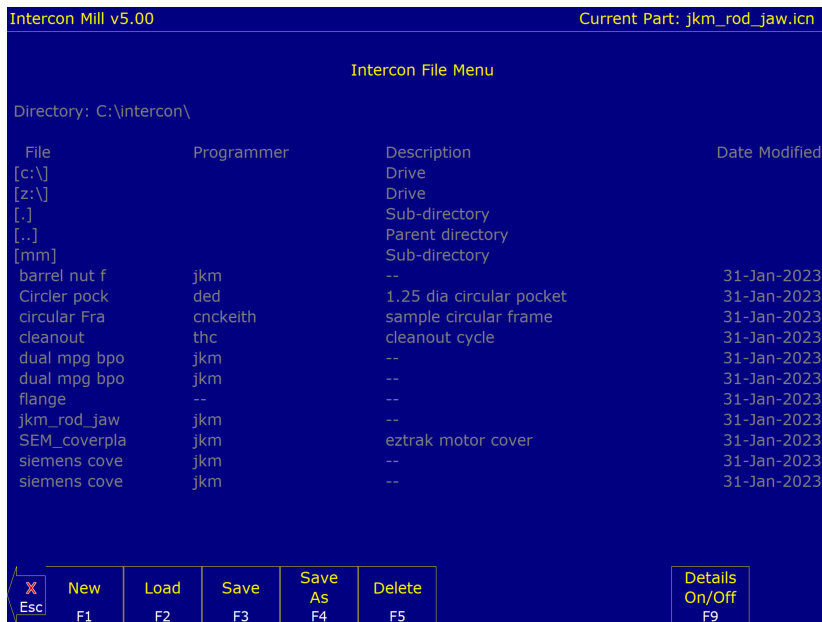 Intercon Mill v5.00 Current Part: jkm_rod_jaw.icn
Intercon File Menu
Directory: C:\intercon\
File Programmer Description Date Modified
[c:\] Drive
[z:\] Drive
[.] Sub-directory
[..] Parent directory
[mm] Sub-directory
barrel nut f jkm -- 31-Jan-2023
Circler pock ded 1.25 dia circular pocket 31-Jan-2023
circular Fra cnckeith sample circular frame 31-Jan-2023
cleanout thc cleanout cycle 31-Jan-2023
dual mpg bpo jkm -- 31-Jan-2023
dual mpg bpo jkm -- 31-Jan-2023
flange -- -- 31-Jan-2023
jkm_rod_jaw jkm -- 31-Jan-2023
SEM_coverpla jkm eztrak motor cover 31-Jan-2023
siemens cove jkm -- 31-Jan-2023
siemens cove jkm -- 31-Jan-2023
X
Esc
New
F1
Load
F2
Save
F3
Save
As
F4
Delete
F5
Details
On/Off
F9